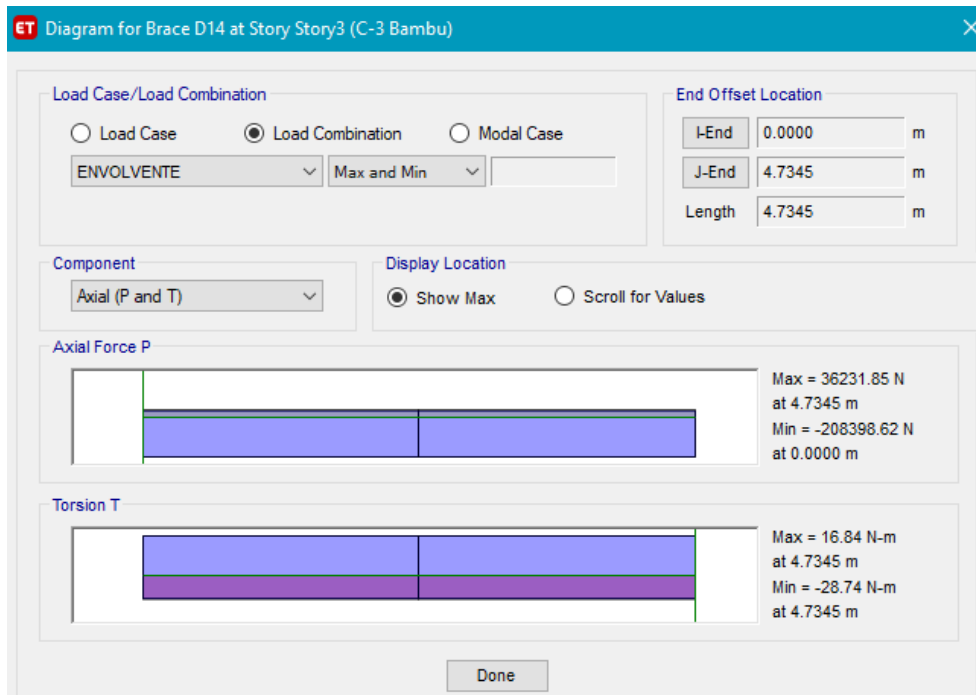 ET Diagram for Brace D14 at Story Story3 (C-3 Bambu)
Load Case/Load Combination
Load Case Load Combination Modal Case
ENVOLVENTE Max and Min
End Offset Location
I-End 0.0000 m
J-End 4.7345 m
Length 4.7345 m
Component
Axial (P and T)
Display Location
Show Max Scroll for Values
Axial Force P
Max = 36231.85 N
at 4.7345 m
Min = -208398.62 N
at 0.0000 m
Torsion T
Max = 16.84 N-m
at 4.7345 m
Min = -28.74 N-m
at 4.7345 m
Done